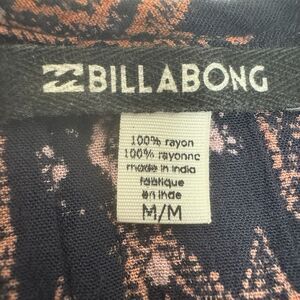 BILLABONG
100% rayon
100% rayonne
made in India
fabriqué
en inde
M/M